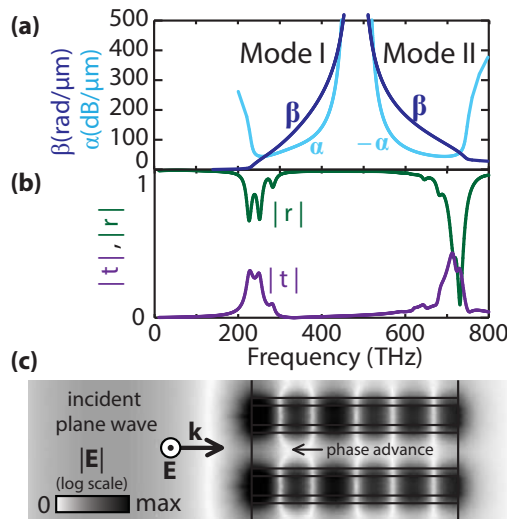 (a)
500
400
300
200
100
0
β(rad/μm)
α(dB/μm)
Mode I
Mode II
β
α
β
−α
(b)
1
0
|t|,|r|
|r|
|t|
0
200
400
600
800
Frequency (THz)
(c)
incident
plane wave
k
E
|E|
(log scale)
0
max
phase advance